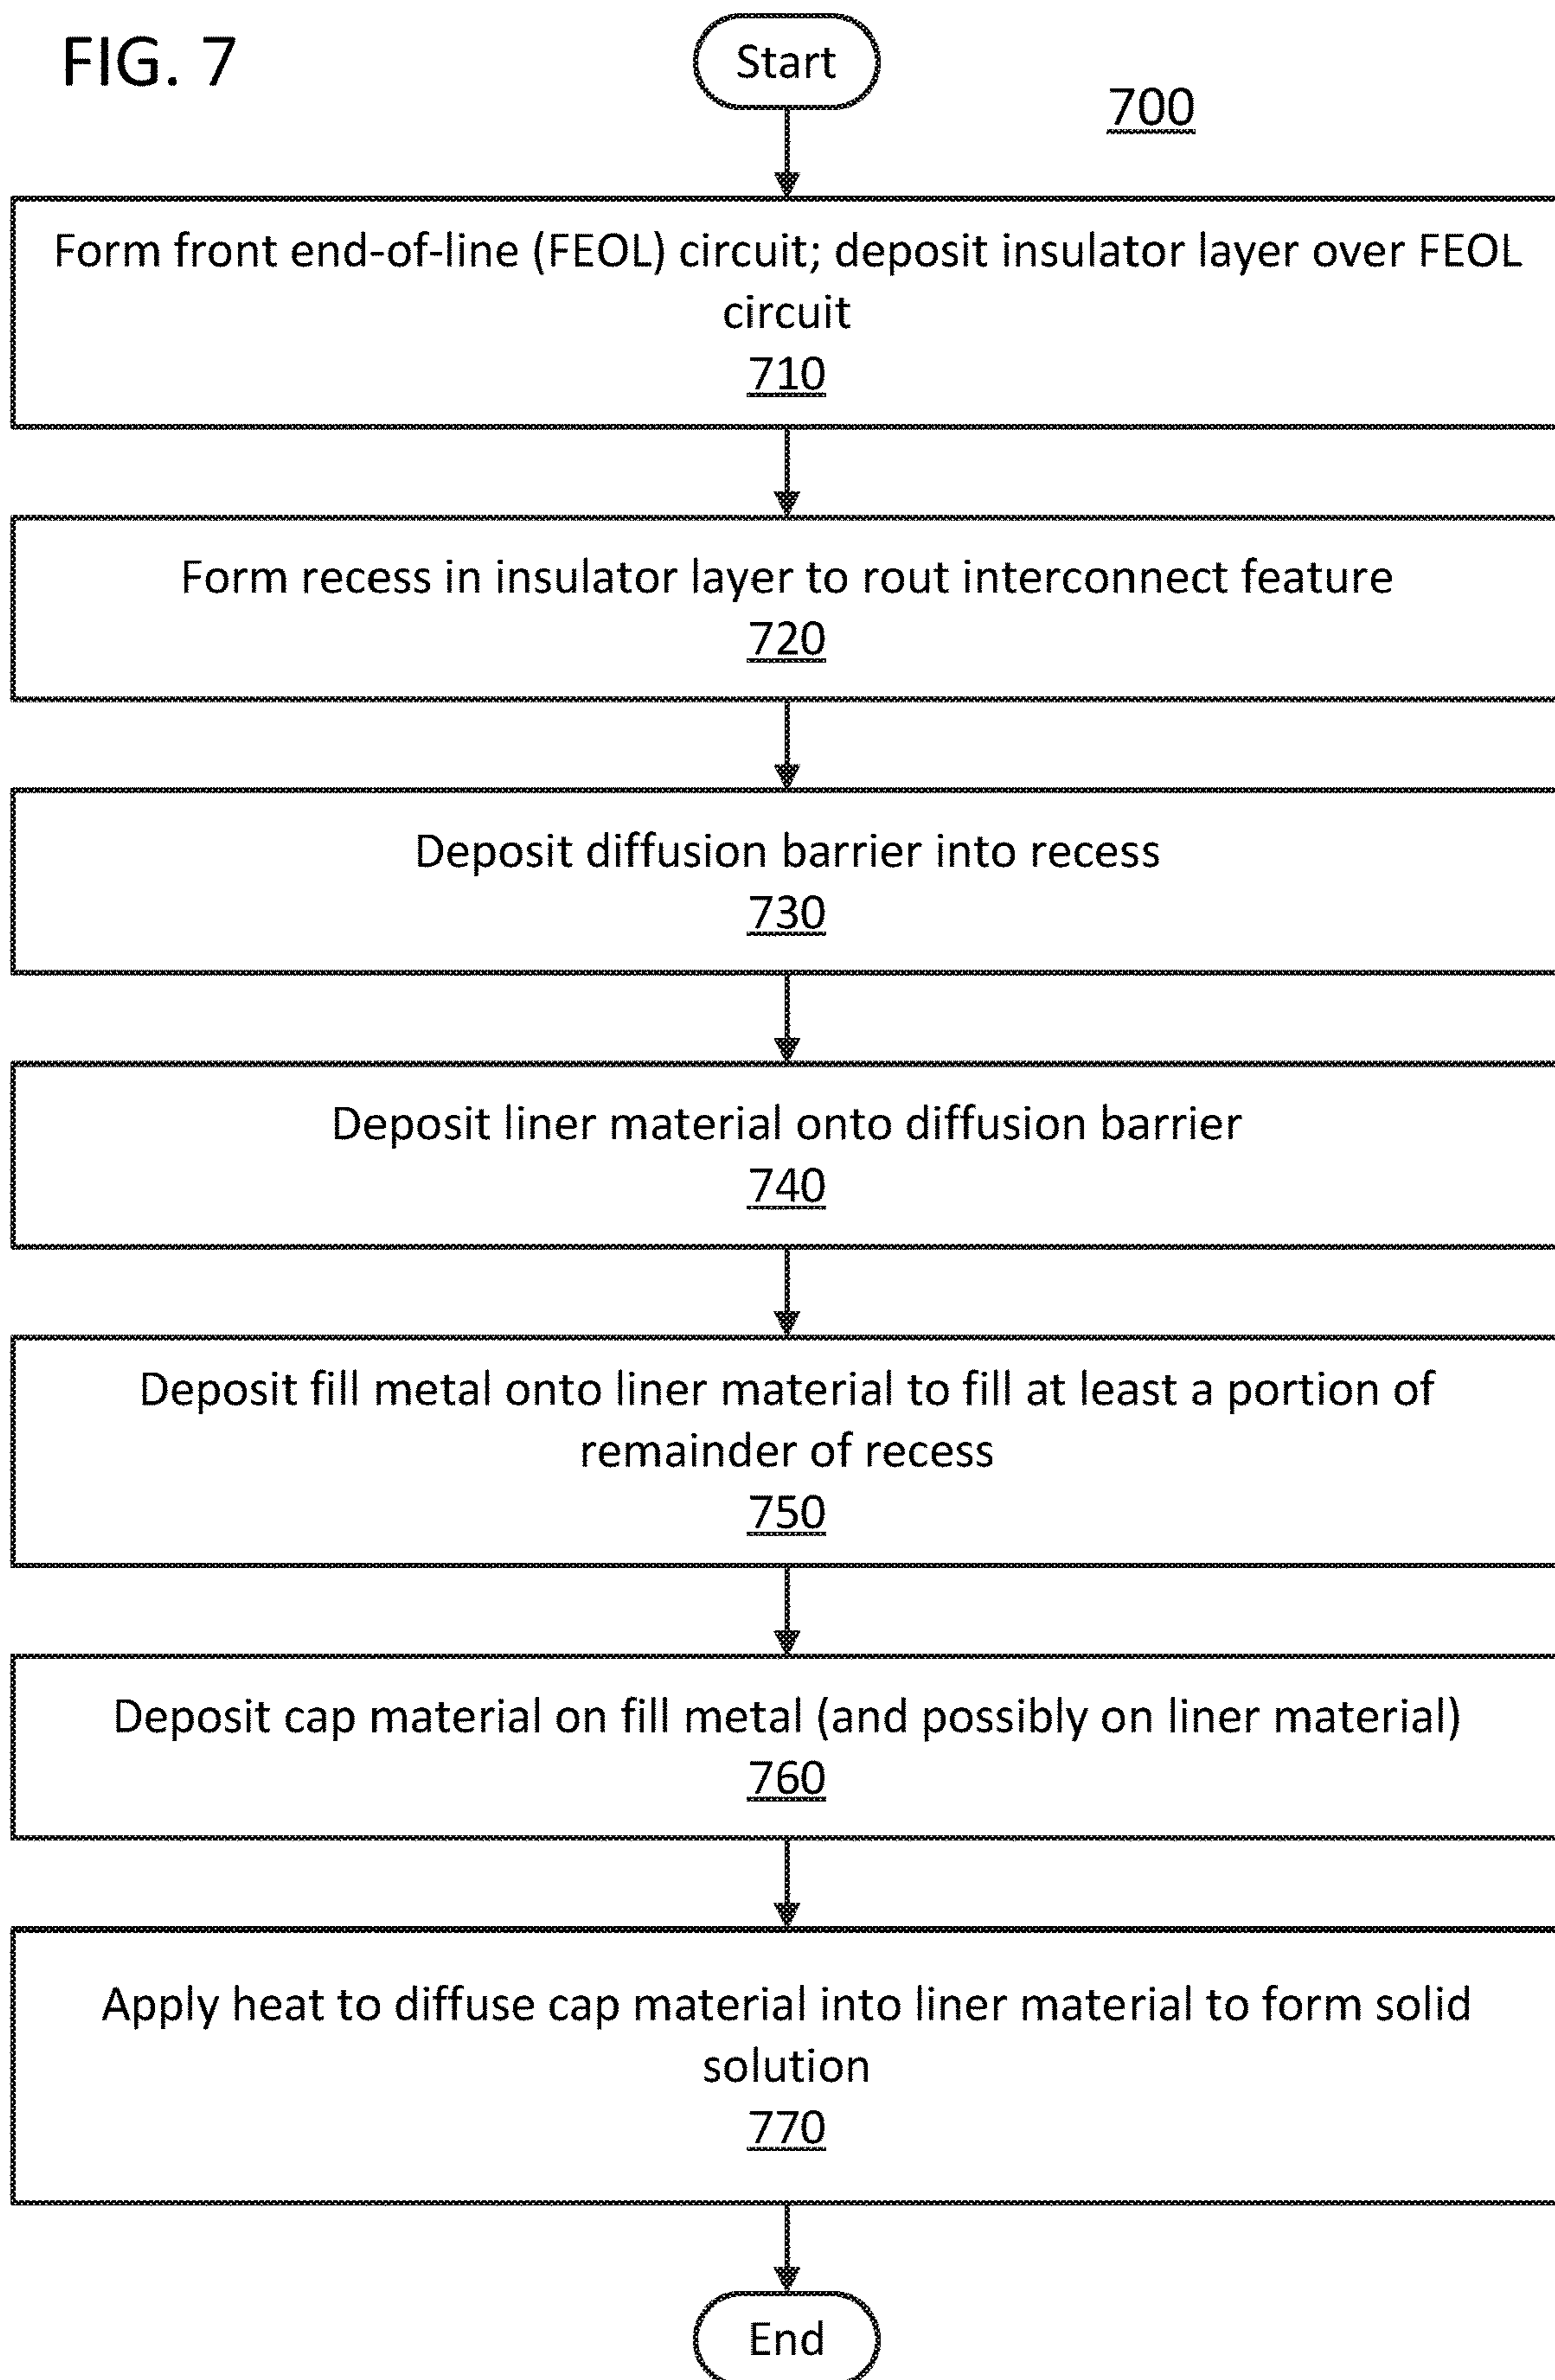 FIG. 7
Start
700
Form front end-of-line (FEOL) circuit; deposit insulator layer over FEOL
circuit
710
Form recess in insulator layer to rout interconnect feature
720
Deposit diffusion barrier into recess
730
Deposit liner material onto diffusion barrier
740
Deposit fill metal onto liner material to fill at least a portion of
remainder of recess
750
Deposit cap material on fill metal (and possibly on liner material)
760
Apply heat to diffuse cap material into liner material to form solid
solution
770
End